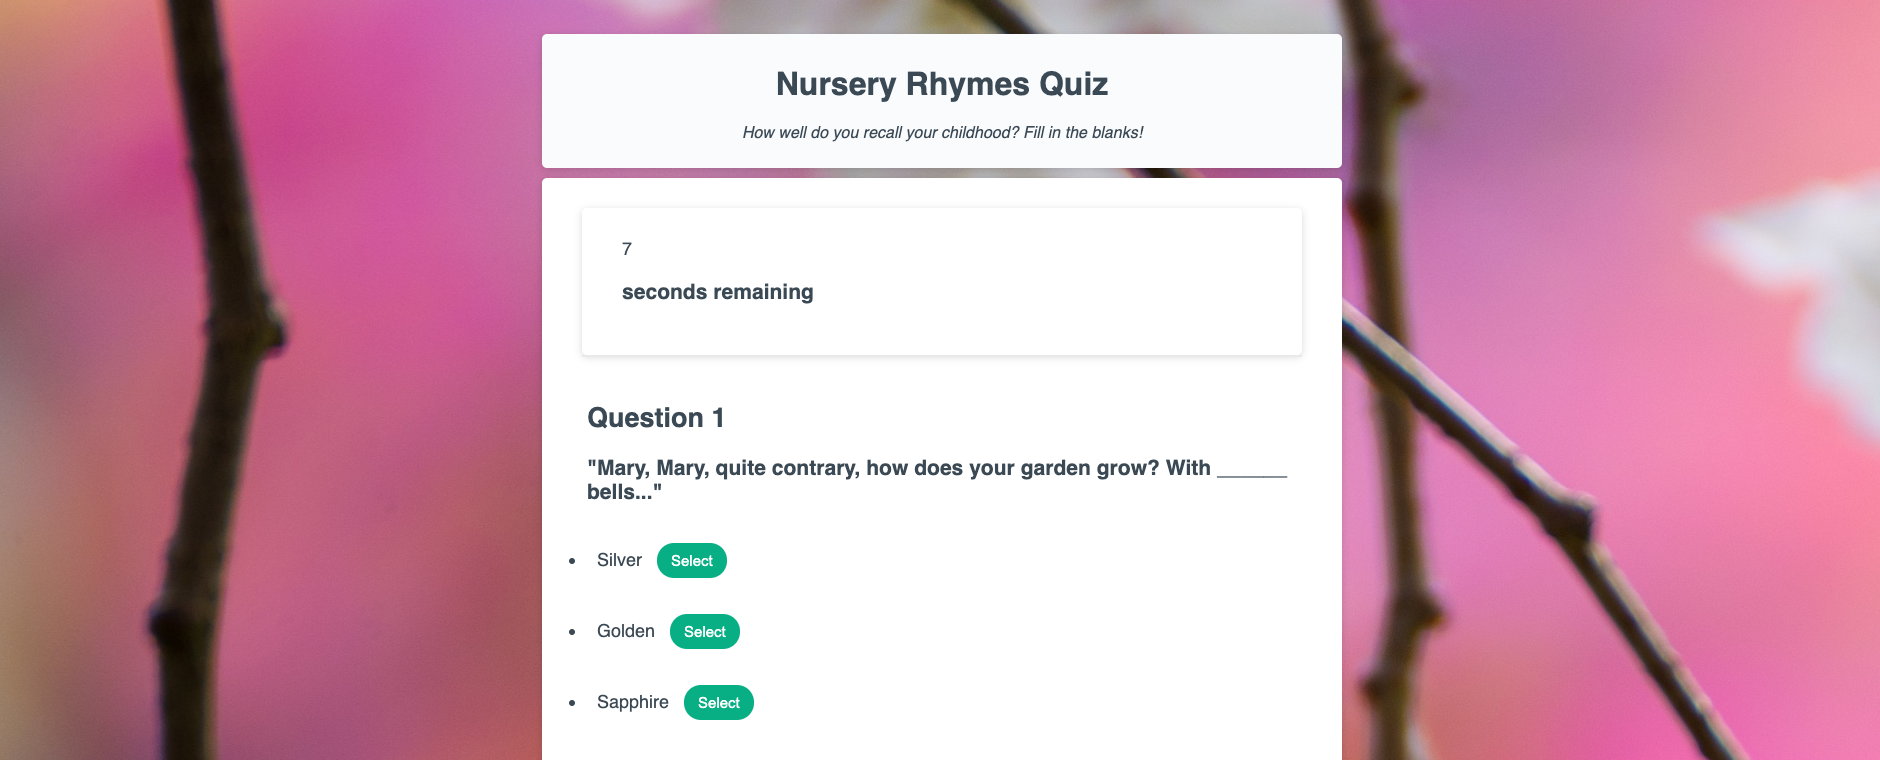 Nursery Rhymes Quiz
How well do you recall your childhood? Fill in the blanks!
7
seconds remaining
Question 1
"Mary, Mary, quite contrary, how does your garden grow? With ______
bells..."
Silver Select
Golden Select
Sapphire Select